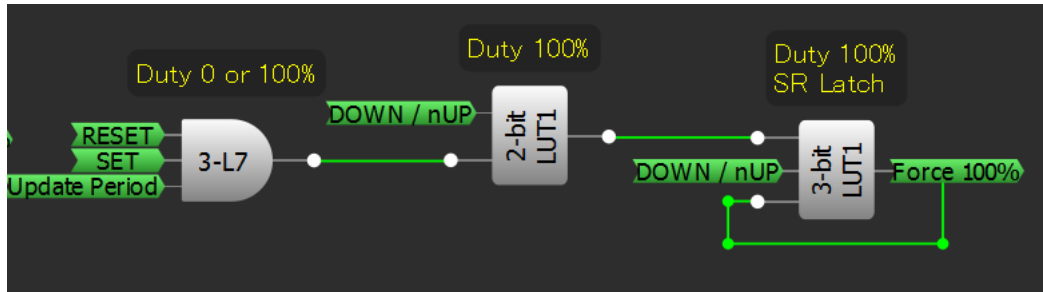 Duty 0 or 100%
Duty 100%
Duty 100%
SR Latch
RESET
SET
Update Period
3-L7
DOWN / nUP
2-bit
LUT1
DOWN / nUP
3-bit
LUT1
Force 100%